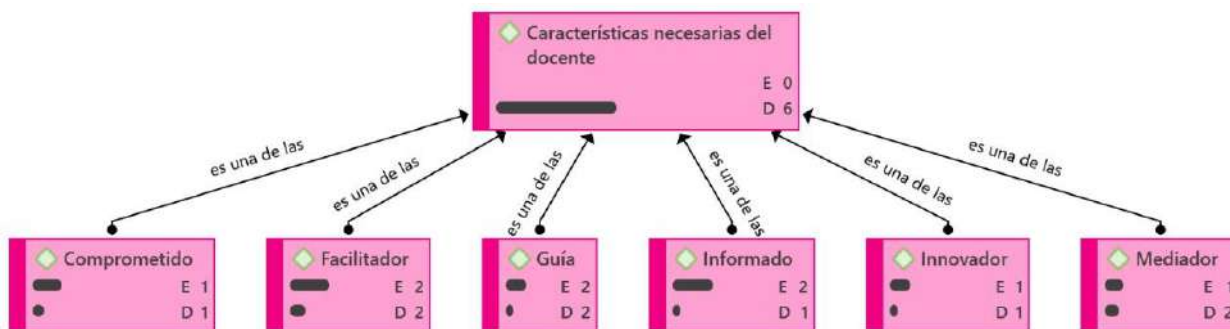 Características necesarias del
docente
E 0
D 6
es una de las
es una de las
es una de las
es una de las
es una de las
es una de las
Comprometido
E 1
D 1
Facilitador
E 2
D 2
Guía
E 2
D 2
Informado
E 2
D 1
Innovador
E 1
D 1
Mediador
E 1
D 2